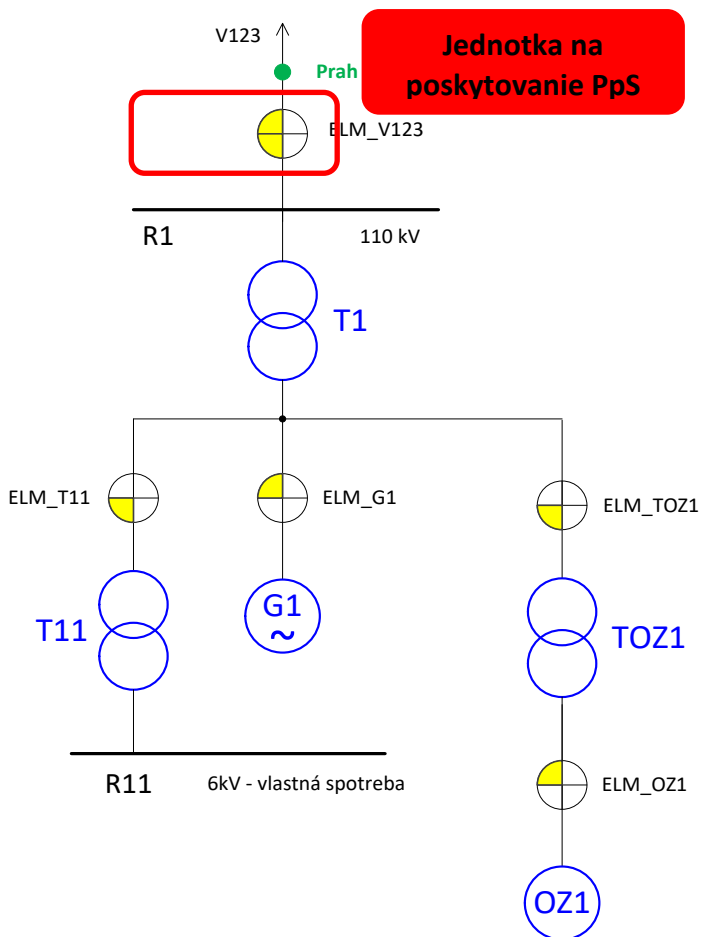 V123
Jednotka na
poskytovanie PpS
Prah
ELM_V123
R1
110 kV
T1
ELM_T11
ELM_G1
ELM_TOZ1
T11
G1
~
TOZ1
R11
6kV - vlastná spotreba
ELM_OZ1
OZ1